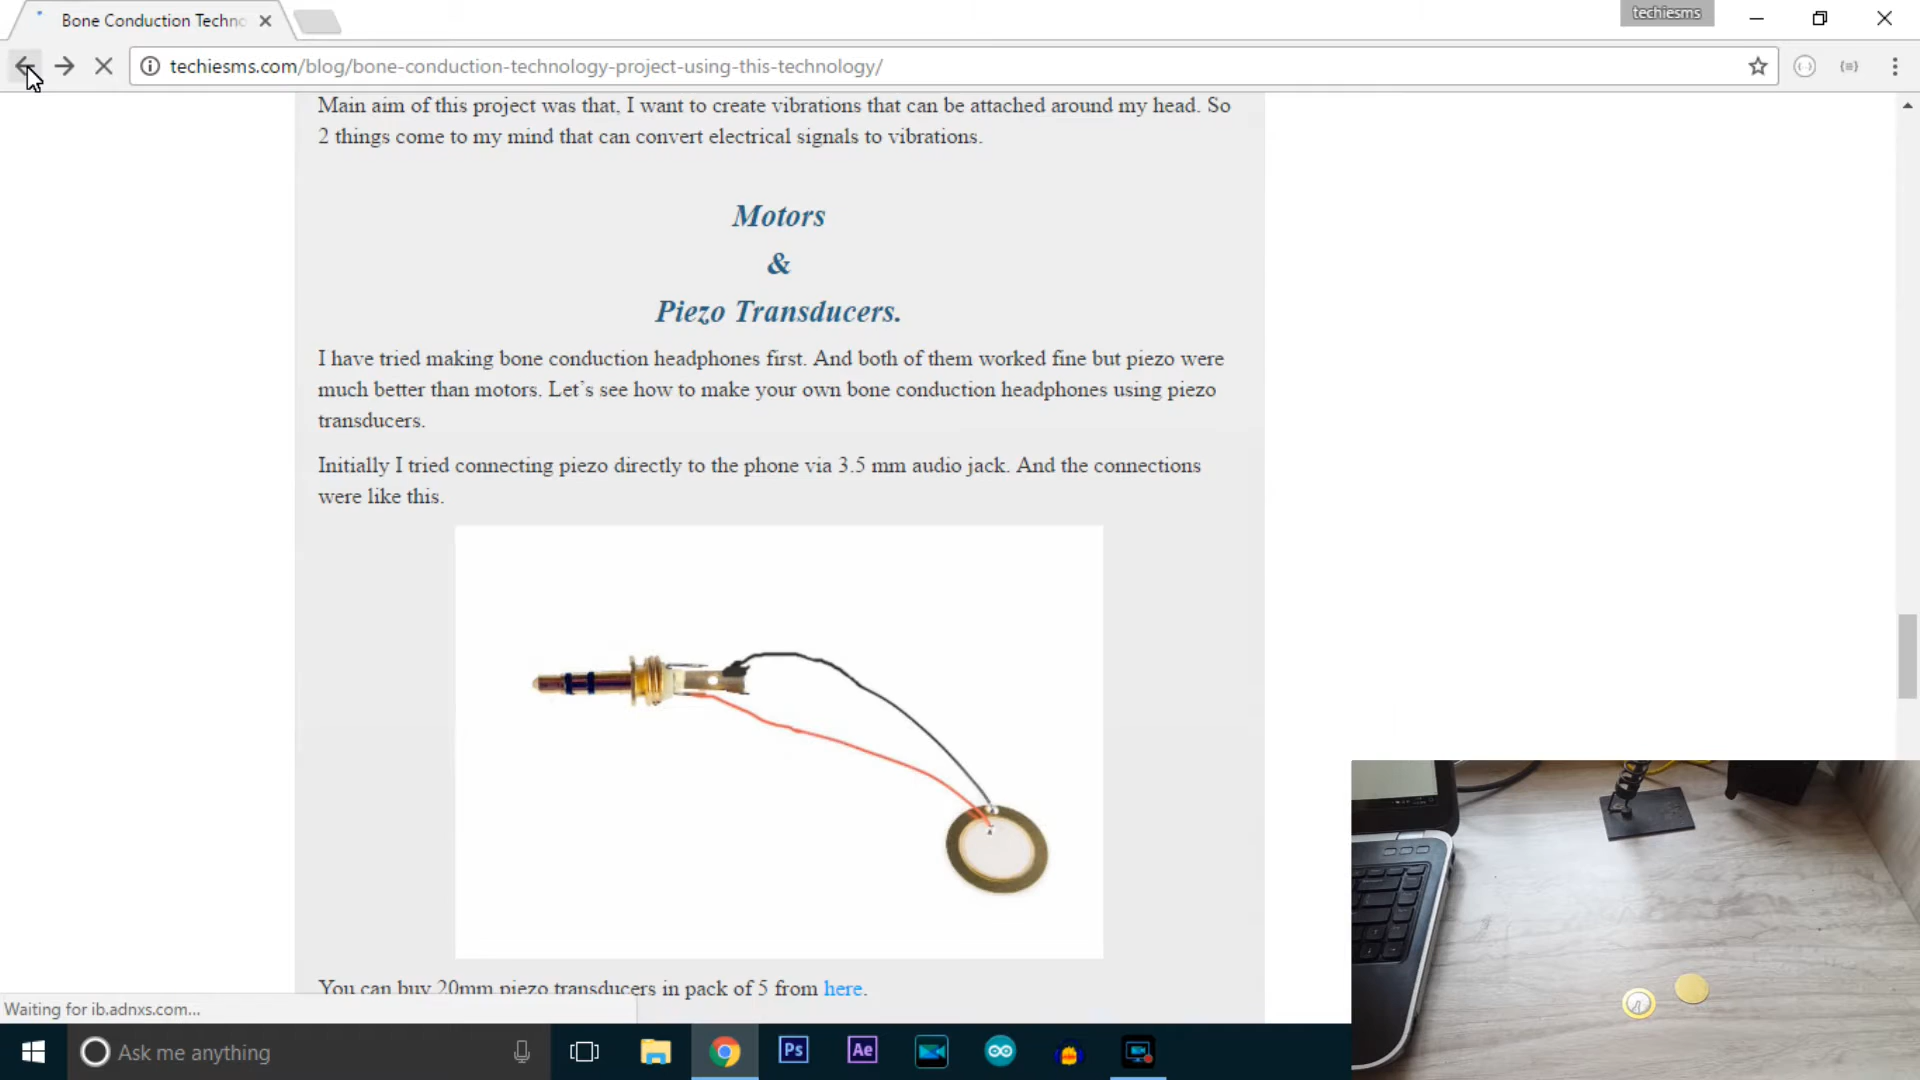 Bone Conduction Techno
techiesms
techiesms.com/blog/bone-conduction-technology-project-using-this-technology/
Main aim of this project was that, I want to create vibrations that can be attached around my head. So
2 things come to my mind that can convert electrical signals to vibrations.
Motors
&
Piezo Transducers.
I have tried making bone conduction headphones first. And both of them worked fine but piezo were
much better than motors. Let's see how to make your own bone conduction headphones using piezo
transducers.
Initially I tried connecting piezo directly to the phone via 3.5 mm audio jack. And the connections
were like this.
You can buy 20mm piezo transducers in pack of 5 from here.
Waiting for ib.adnxs.com...
Ask me anything
Ps
Ae